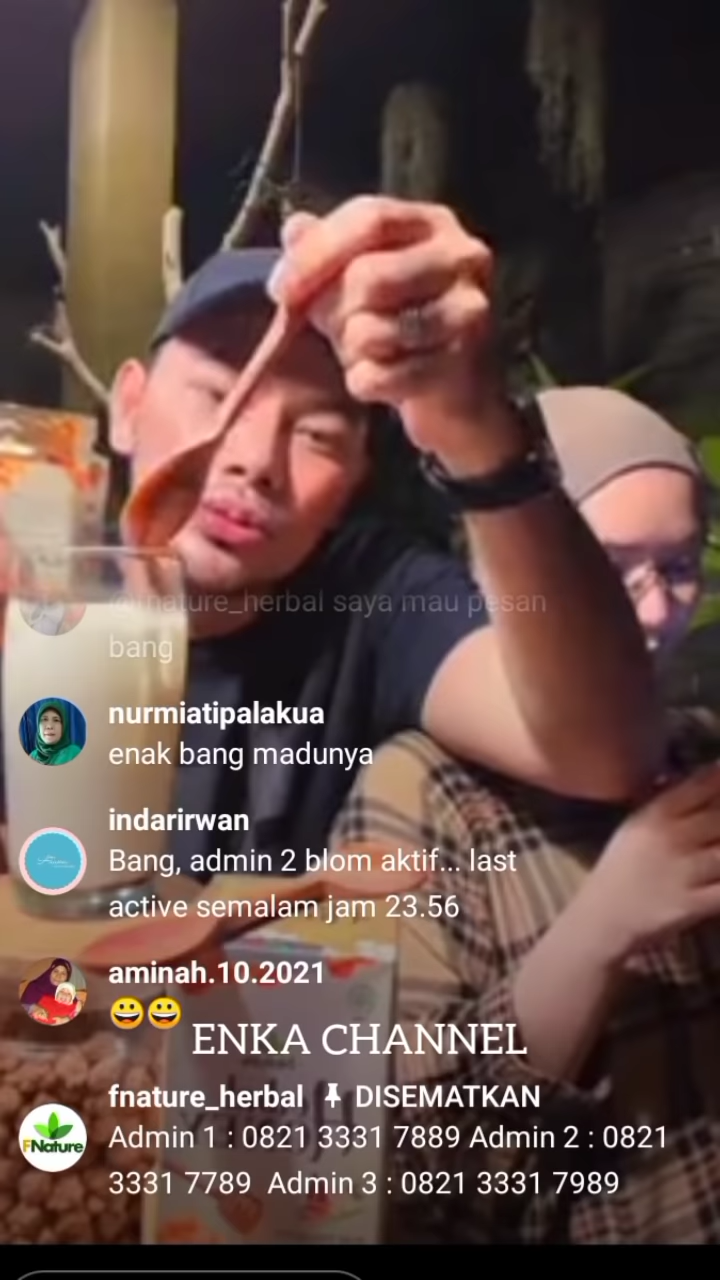 @fnature_herbal saya mau pesan
bang
nurmiatipalakua
enak bang madunya
indarirwan
Bang, admin 2 blom aktif... last
active semalam jam 23.56
aminah.10.2021
😀😀
ENKA CHANNEL
fnature_herbal 📌 DISEMATKAN
FNature
Admin 1 : 0821 3331 7889 Admin 2 : 0821
3331 7789 Admin 3 : 0821 3331 7989